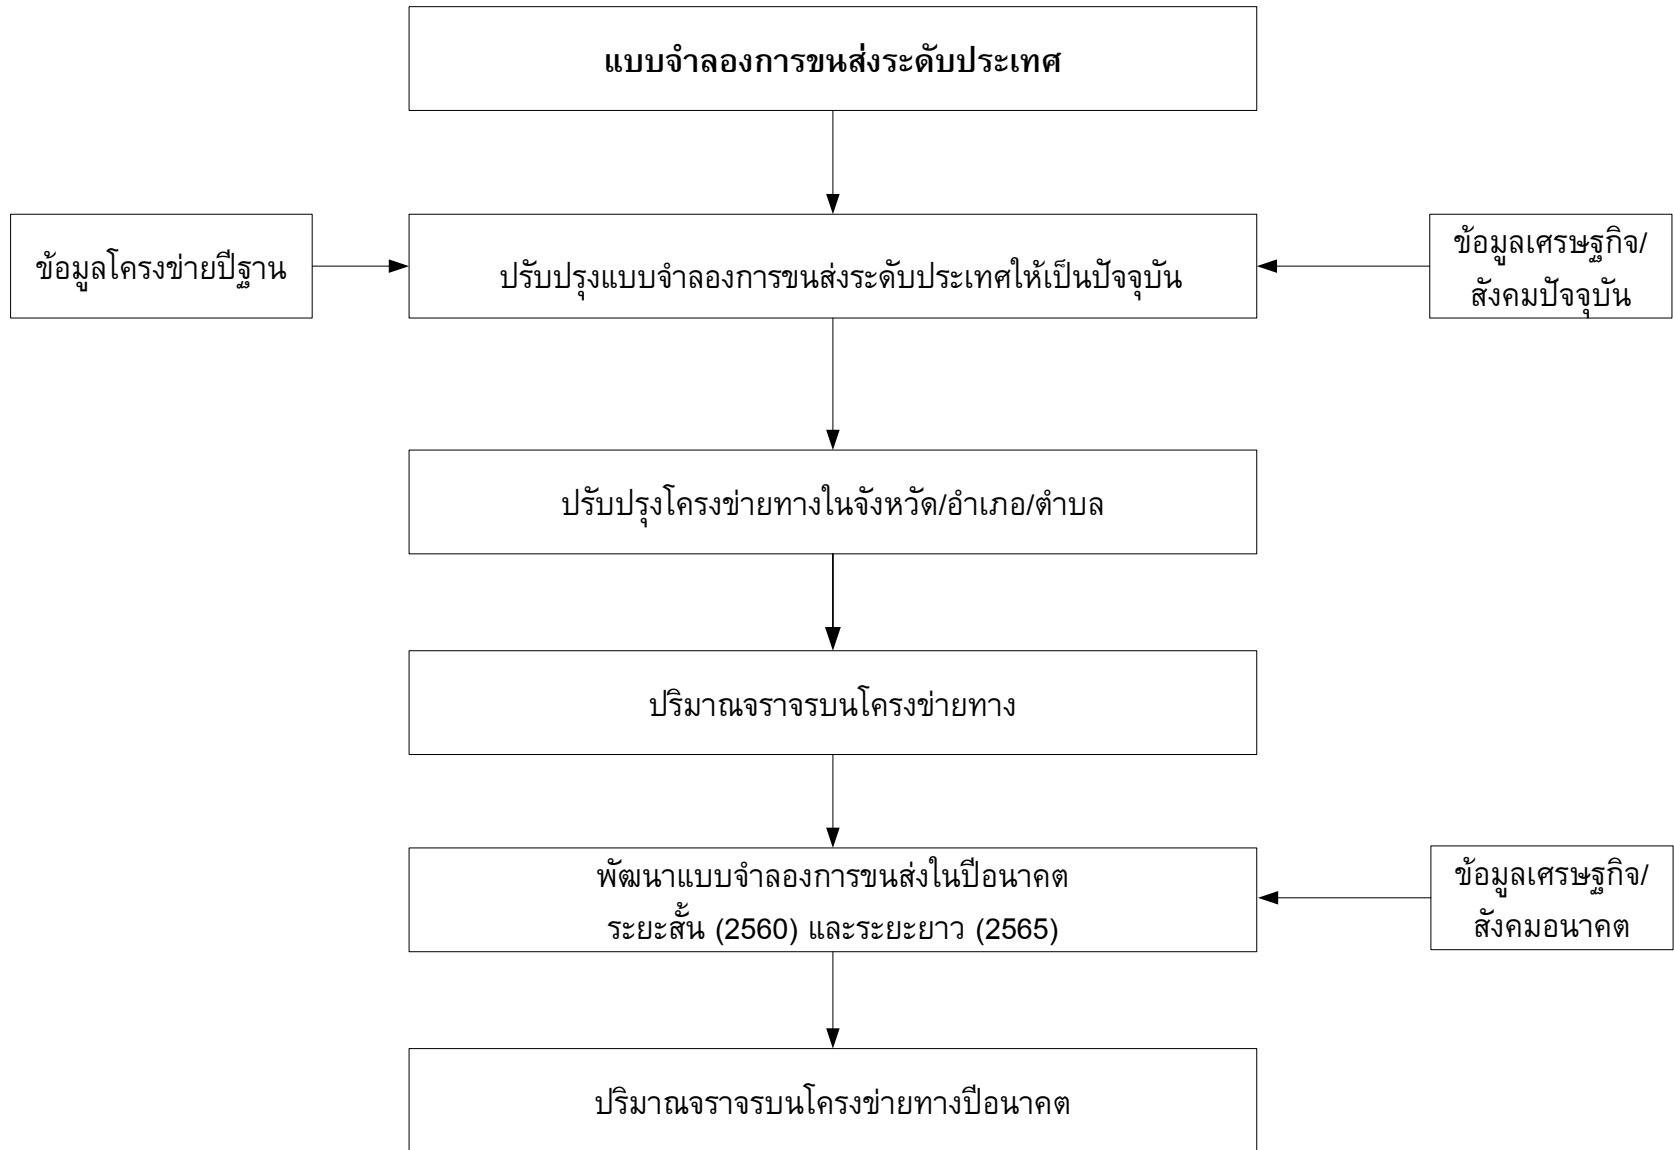 แบบจำลองการขนส่งระดับประเทศ
ข้อมูลโครงข่ายปีฐาน
ปรับปรุงแบบจำลองการขนส่งระดับประเทศให้เป็นปัจจุบัน
ข้อมูลเศรษฐกิจ/
สังคมปัจจุบัน
ปรับปรุงโครงข่ายทางในจังหวัด/อำเภอ/ตำบล
ปริมาณจราจรบนโครงข่ายทาง
พัฒนาแบบจำลองการขนส่งในปีอนาคต
ระยะสั้น (2560) และระยะยาว (2565)
ข้อมูลเศรษฐกิจ/
สังคมอนาคต
ปริมาณจราจรบนโครงข่ายทางปีอนาคต